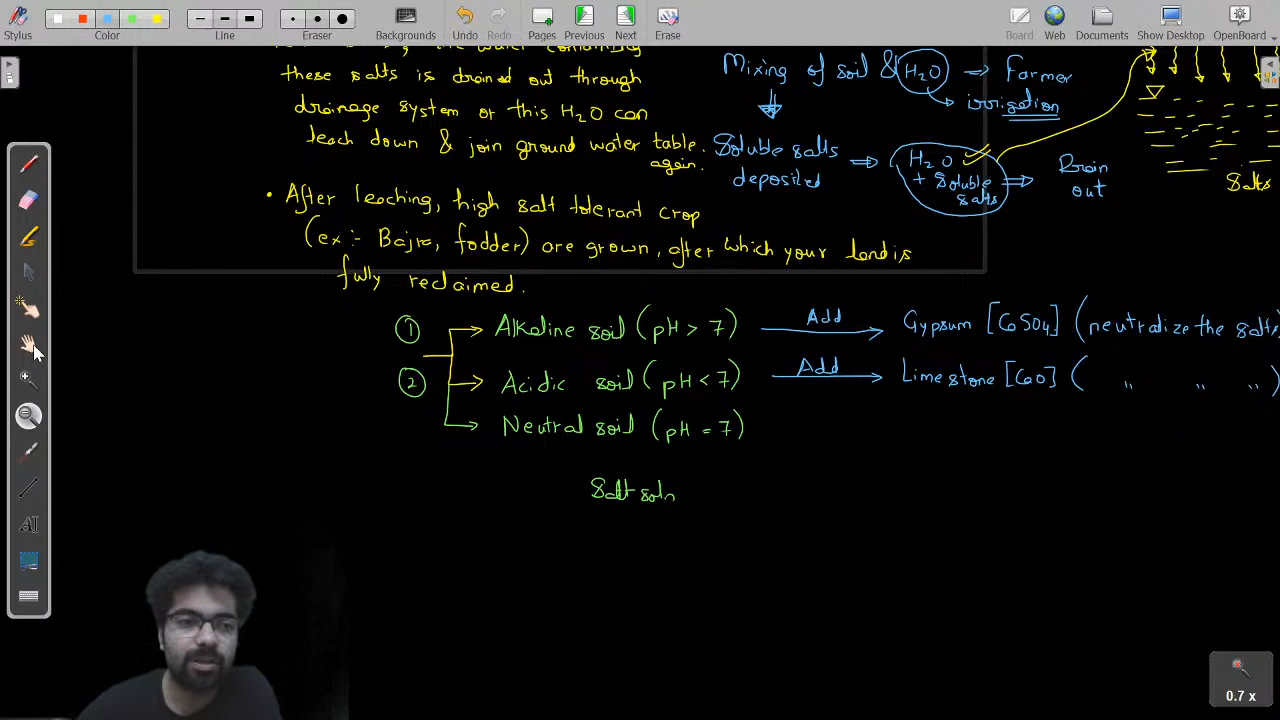 Stylus
Color
Line
Eraser
Backgrounds
Undo
Redo
Pages
Previous
Next
Erase
Board
Web
Documents
Show Desktop
OpenBoard
these salts is drained out through
drainage system or this H2O can
leach down & join ground water table.
again.
• After leaching, high salt tolerant crop
(ex :- Bajra, fodder) are grown, after which your land is
fully reclaimed.
Mixing of soil & H2O ⇒ Farmer
irrigation
Soluble salts
deposited ⇒ H2O
+ Soluble
salts ⇒ Drain
out
Salts
① → Alkaline soil (pH > 7) Add → Gypsum [CaSO4] (neutralize the salts
② → Acidic soil (pH < 7) Add → Limestone [CaO] ( " " ")
→ Neutral soil (pH = 7)
Salt soln
AI
0.7 x